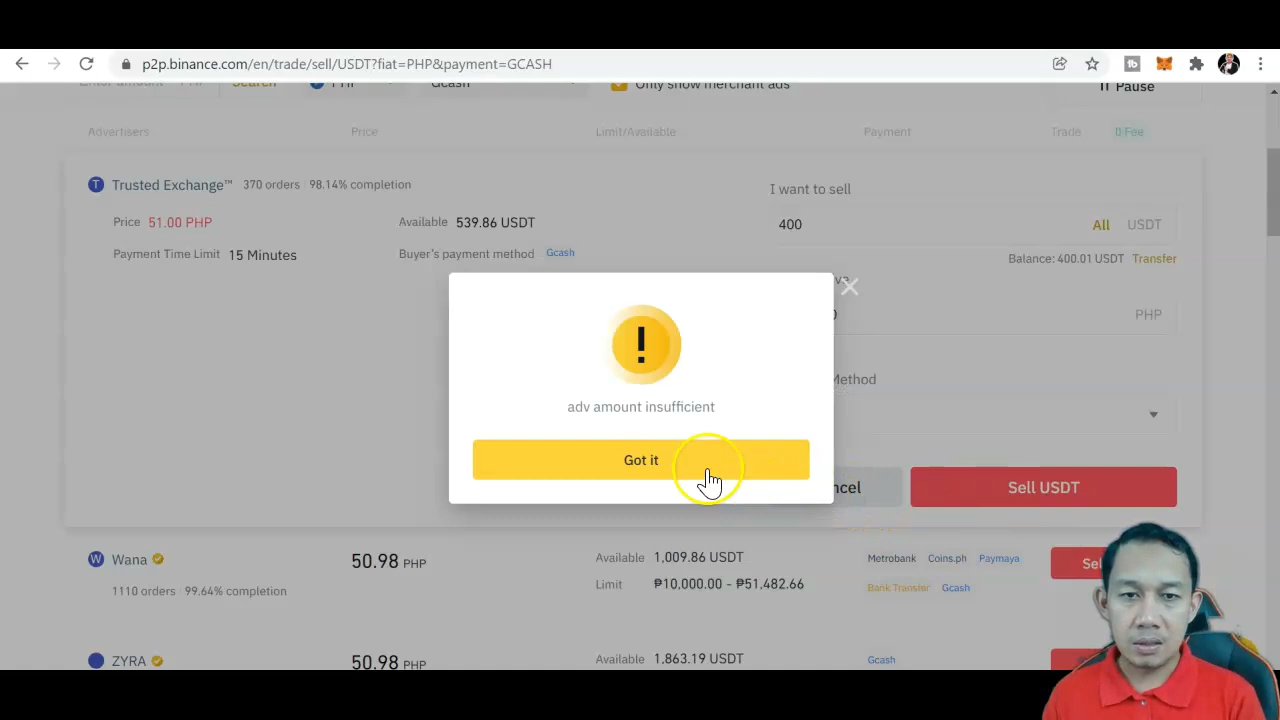 p2p.binance.com/en/trade/sell/USDT?fiat=PHP&payment=GCASH
Search PHP
Only show merchant ads
Pause
Advertisers Price Limit/Available Payment Trade 0 Fee
T Trusted Exchange™ 370 orders 98.14% completion
I want to sell
Price 51.00 PHP
Available 539.86 USDT
400 All USDT
Payment Time Limit 15 Minutes
Buyer's payment method Gcash
Balance: 400.01 USDT Transfer
PHP
adv amount insufficient
Method
Got it
Sell USDT
W Wana
50.98 PHP
Available 1,009.86 USDT
Metrobank Coins.ph Paymaya
1110 orders 99.64% completion
Limit ₱10,000.00 - ₱51,482.66
Bank Transfer Gcash
ZYRA
50.98 PHP
Available 1,863.19 USDT
Gcash